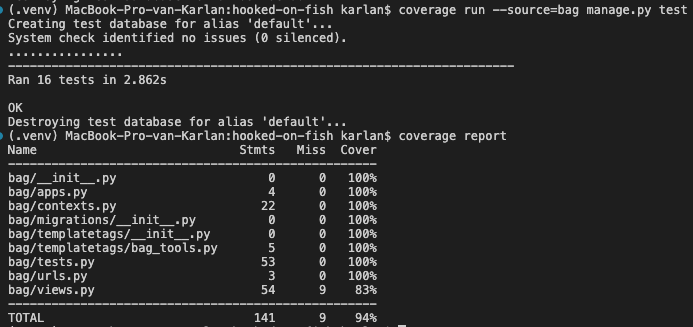 (.venv) MacBook-Pro-van-Karlan:hooked-on-fish karlan$ coverage run --source=bag manage.py test
Creating test database for alias 'default'...
System check identified no issues (0 silenced).
................
----------------------------------------------------------------------
Ran 16 tests in 2.862s
OK
Destroying test database for alias 'default'...
(.venv) MacBook-Pro-van-Karlan:hooked-on-fish karlan$ coverage report
Name Stmts Miss Cover
---------------------------------------------------
bag/__init__.py 0 0 100%
bag/apps.py 4 0 100%
bag/contexts.py 22 0 100%
bag/migrations/__init__.py 0 0 100%
bag/templatetags/__init__.py 0 0 100%
bag/templatetags/bag_tools.py 5 0 100%
bag/tests.py 53 0 100%
bag/urls.py 3 0 100%
bag/views.py 54 9 83%
---------------------------------------------------
TOTAL 141 9 94%